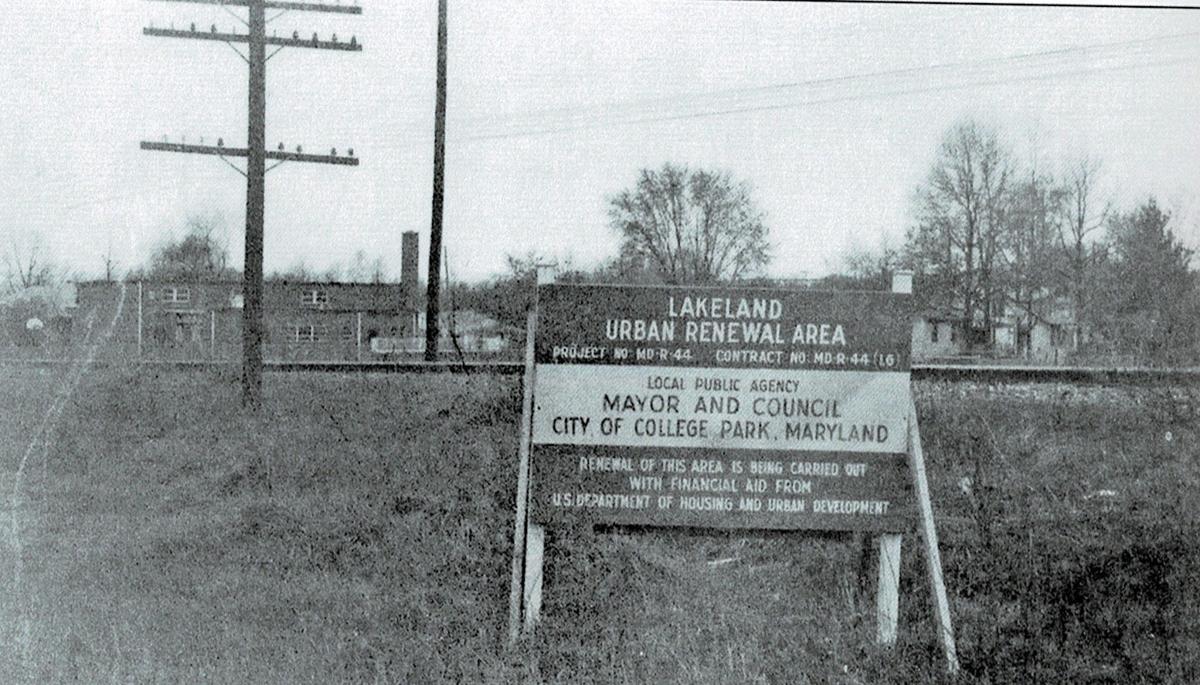 LAKELAND
URBAN RENEWAL AREA
PROJECT NO. MD-R-44 CONTRACT NO. MD-R-44 (LG)
LOCAL PUBLIC AGENCY
MAYOR AND COUNCIL
CITY OF COLLEGE PARK, MARYLAND
RENEWAL OF THIS AREA IS BEING CARRIED OUT
WITH FINANCIAL AID FROM
U.S. DEPARTMENT OF HOUSING AND URBAN DEVELOPMENT